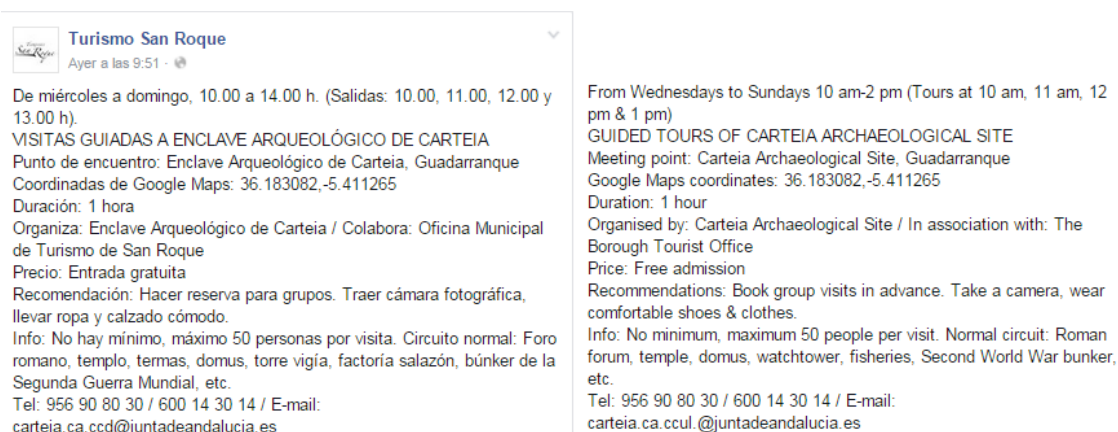 Turismo San Roque
Ayer a las 9:51 ·
De miércoles a domingo, 10.00 a 14.00 h. (Salidas: 10.00, 11.00, 12.00 y
13.00 h).
VISITAS GUIADAS A ENCLAVE ARQUEOLÓGICO DE CARTEIA
Punto de encuentro: Enclave Arqueológico de Carteia, Guadarranque
Coordinadas de Google Maps: 36.183082,-5.411265
Duración: 1 hora
Organiza: Enclave Arqueológico de Carteia / Colabora: Oficina Municipal
de Turismo de San Roque
Precio: Entrada gratuita
Recomendación: Hacer reserva para grupos. Traer cámara fotográfica,
llevar ropa y calzado cómodo.
Info: No hay mínimo, máximo 50 personas por visita. Circuito normal: Foro
romano, templo, termas, domus, torre vigía, factoría salazón, búnker de la
Segunda Guerra Mundial, etc.
Tel: 956 90 80 30 / 600 14 30 14 / E-mail:
carteia.ca.ccd@juntadeandalucia.es
From Wednesdays to Sundays 10 am-2 pm (Tours at 10 am, 11 am, 12
pm & 1 pm)
GUIDED TOURS OF CARTEIA ARCHAEOLOGICAL SITE
Meeting point: Carteia Archaeological Site, Guadarranque
Google Maps coordinates: 36.183082,-5.411265
Duration: 1 hour
Organised by: Carteia Archaeological Site / In association with: The
Borough Tourist Office
Price: Free admission
Recommendations: Book group visits in advance. Take a camera, wear
comfortable shoes & clothes.
Info: No minimum, maximum 50 people per visit. Normal circuit: Roman
forum, temple, domus, watchtower, fisheries, Second World War bunker,
etc.
Tel: 956 90 80 30 / 600 14 30 14 / E-mail:
carteia.ca.ccul.@juntadeandalucia.es